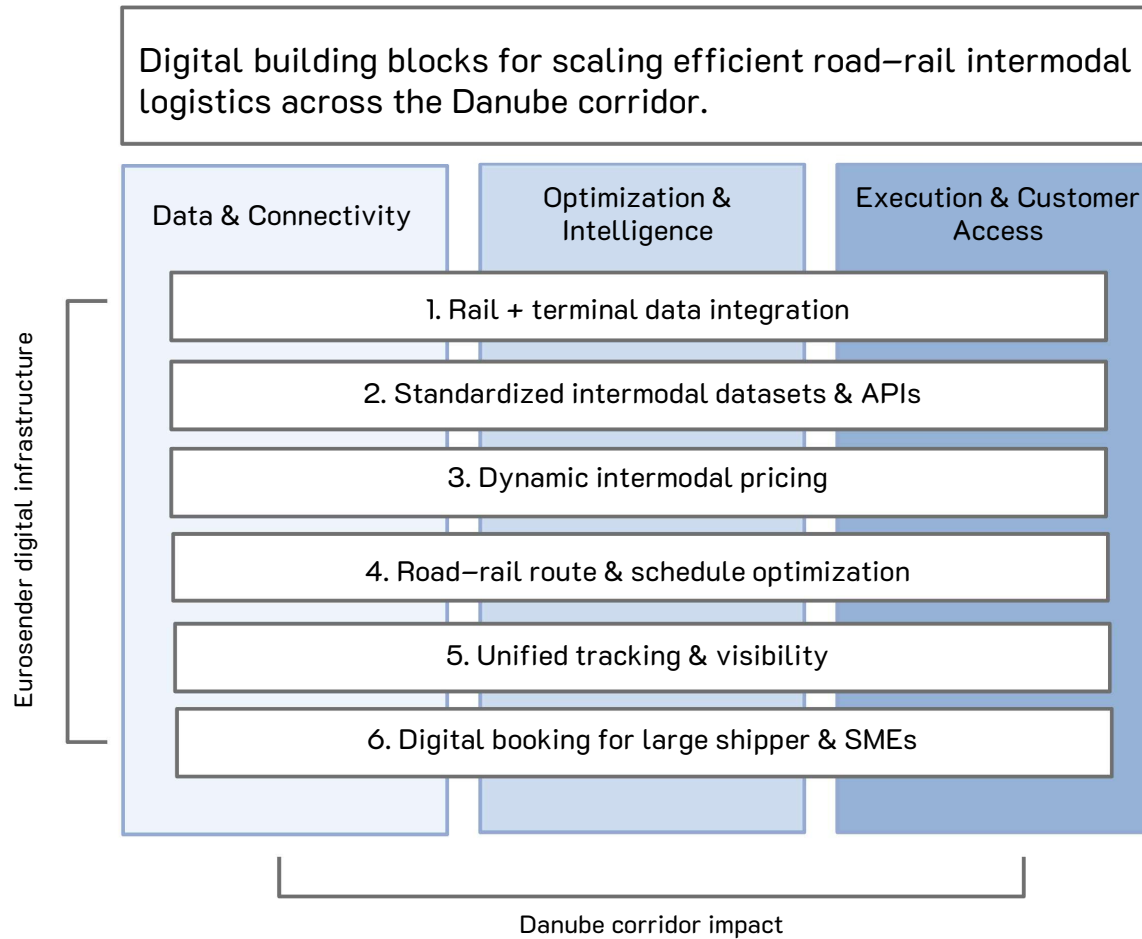 Digital building blocks for scaling efficient road–rail intermodal
logistics across the Danube corridor.
Data & Connectivity
Optimization &
Intelligence
Execution & Customer
Access
Eurosender digital infrastructure
1. Rail + terminal data integration
2. Standardized intermodal datasets & APIs
3. Dynamic intermodal pricing
4. Road–rail route & schedule optimization
5. Unified tracking & visibility
6. Digital booking for large shipper & SMEs
Danube corridor impact